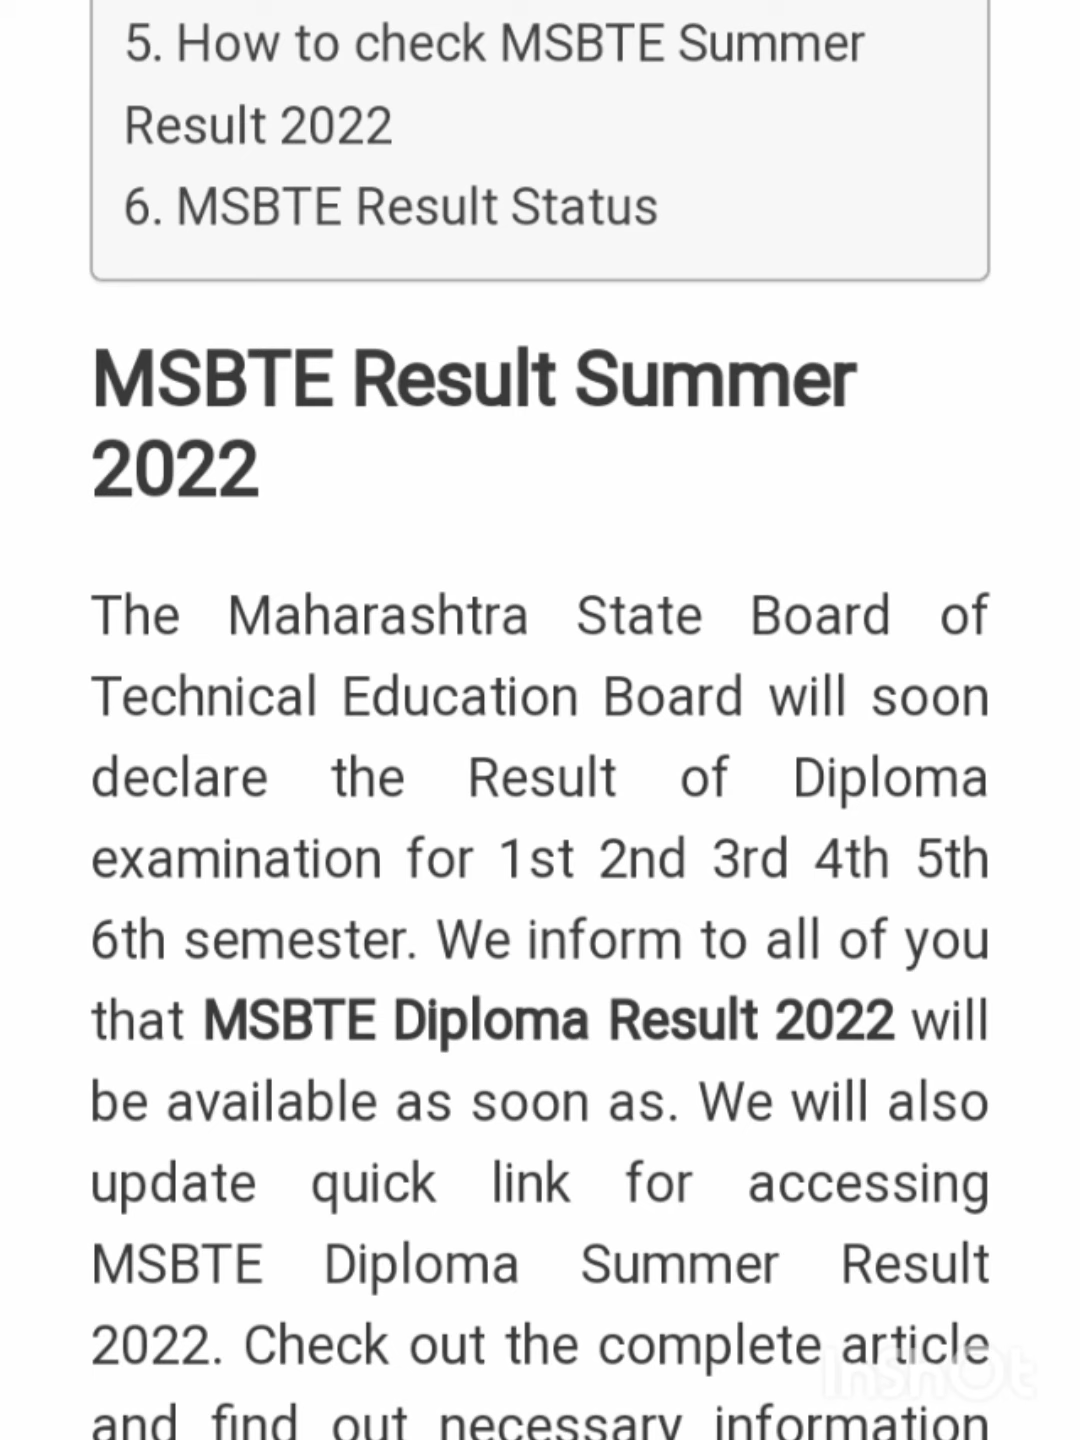 5. How to check MSBTE Summer
Result 2022
6. MSBTE Result Status
MSBTE Result Summer
2022
The Maharashtra State Board of
Technical Education Board will soon
declare the Result of Diploma
examination for 1st 2nd 3rd 4th 5th
6th semester. We inform to all of you
that MSBTE Diploma Result 2022 will
be available as soon as. We will also
update quick link for accessing
MSBTE Diploma Summer Result
2022. Check out the complete article
and find out necessary information
InShOt